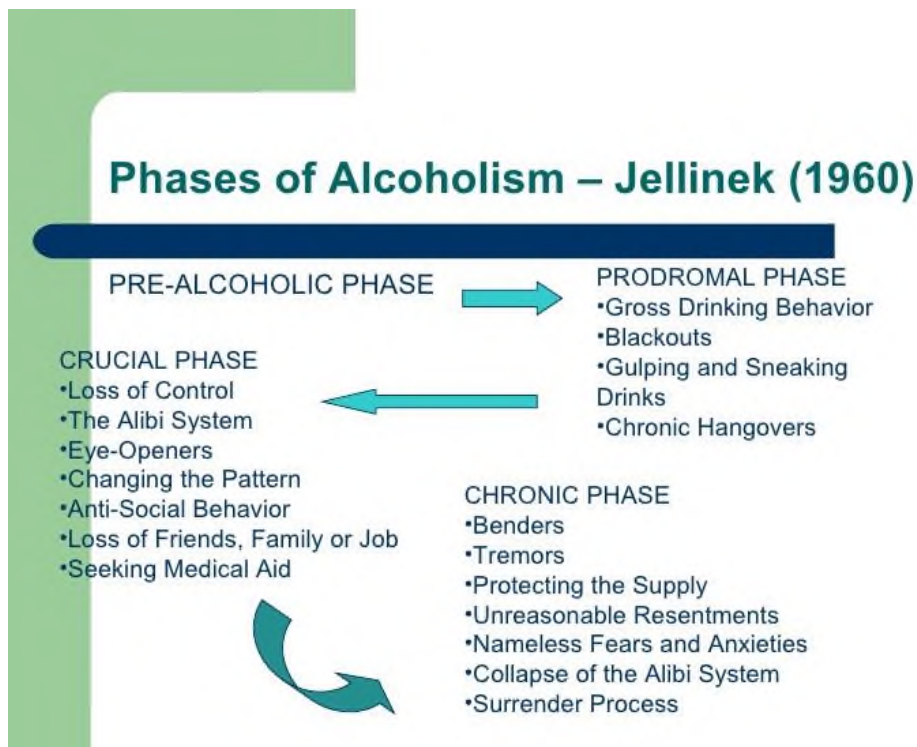 Phases of Alcoholism – Jellinek (1960)
PRE-ALCOHOLIC PHASE
PRODROMAL PHASE
•Gross Drinking Behavior
•Blackouts
•Gulping and Sneaking
Drinks
•Chronic Hangovers
CRUCIAL PHASE
•Loss of Control
•The Alibi System
•Eye-Openers
•Changing the Pattern
•Anti-Social Behavior
•Loss of Friends, Family or Job
•Seeking Medical Aid
CHRONIC PHASE
•Benders
•Tremors
•Protecting the Supply
•Unreasonable Resentments
•Nameless Fears and Anxieties
•Collapse of the Alibi System
•Surrender Process